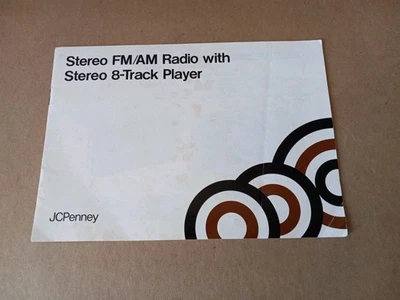 Stereo FM/AM Radio with
Stereo 8-Track Player
JCPenney